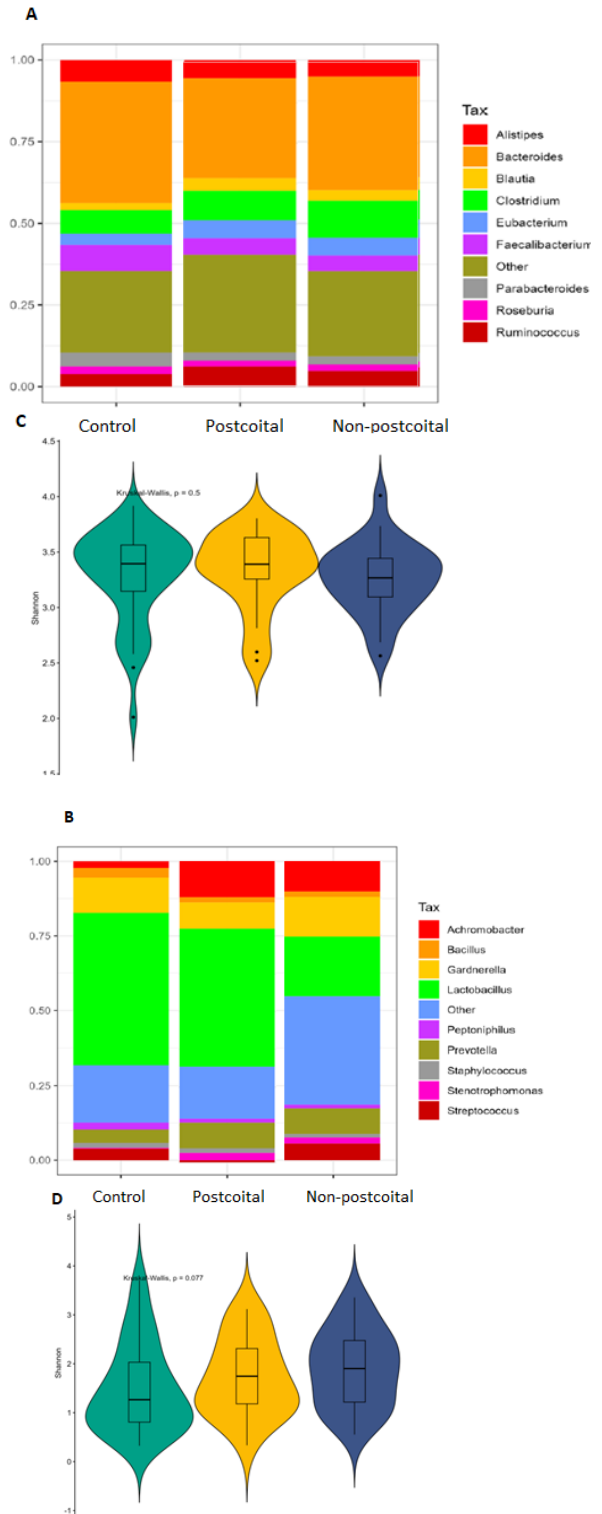 A
1.00
0.75
0.50
0.25
0.00
Tax
Alistipes
Bacteroides
Blautia
Clostridium
Eubacterium
Faecalibacterium
Other
Parabacteroides
Roseburia
Ruminococcus
Control Postcoital Non-postcoital
C
4.5
4.0
3.5
3.0
2.5
2.0
1.5
Shannon
Kruskal-Wallis, p = 0.5
B
1.00
0.75
0.50
0.25
0.00
Tax
Achromobacter
Bacillus
Gardnerella
Lactobacillus
Other
Peptoniphilus
Prevotella
Staphylococcus
Stenotrophomonas
Streptococcus
Control Postcoital Non-postcoital
D
5
4
3
2
1
0
-1
Shannon
Kruskal-Wallis, p = 0.077